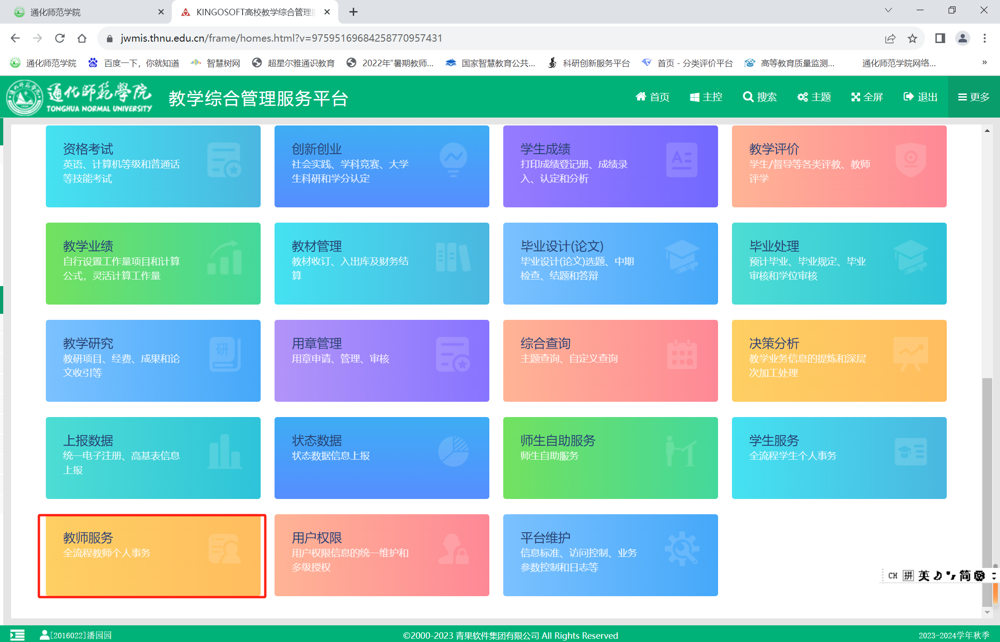 通化师范学院
KINGOSOFT高校教学综合管理
jwmis.thnu.edu.cn/frame/homes.html?v=97595169684258770957431
通化师范学院
百度一下，你就知道
智慧树网
超星尔雅通识教育
2022年“暑期教师...
国家智慧教育公共...
科研创新服务平台
首页 - 分类评价平台
高等教育质量监测...
通化师范学院网络...
»
通化師範學院
TONGHUA NORMAL UNIVERSITY
教学综合管理服务平台
首页
主控
搜索
主题
全屏
退出
更多
资格考试
英语、计算机等级和普通话
等技能考试
创新创业
社会实践、学科竞赛、大学
生科研和学分认定
学生成绩
打印成绩登记册、成绩录
入、认定和分析
A
教学评价
学生/督导等各类评教、教师
评学
教学业绩
自行设置工作量项目和计算
公式，灵活计算工作量
教材管理
教材收订、入出库及财务结
算
毕业设计(论文)
毕业设计(论文)选题、中期
检查、结题和答辩
毕业处理
预计毕业、毕业规定、毕业
审核和学位审核
教学研究
教研项目、经费、成果和论
文收引等
研
用章管理
用章申请、管理、审核
综合查询
主题查询、自定义查询
决策分析
教学业务信息的提炼和深层
次加工处理
上报数据
统一电子注册、高基表信息
上报
状态数据
状态数据信息上报
师生自助服务
师生自助服务
学生服务
全流程学生个人事务
教师服务
全流程教师个人事务
用户权限
用户权限信息的统一维护和
多级授权
平台维护
信息标准、访问控制、业务
参数控制和日志等
CH 拼 英 简
[2016022]潘园园
©2000-2023 青果软件集团有限公司 All Rights Reserved
2023-2024学年秋季